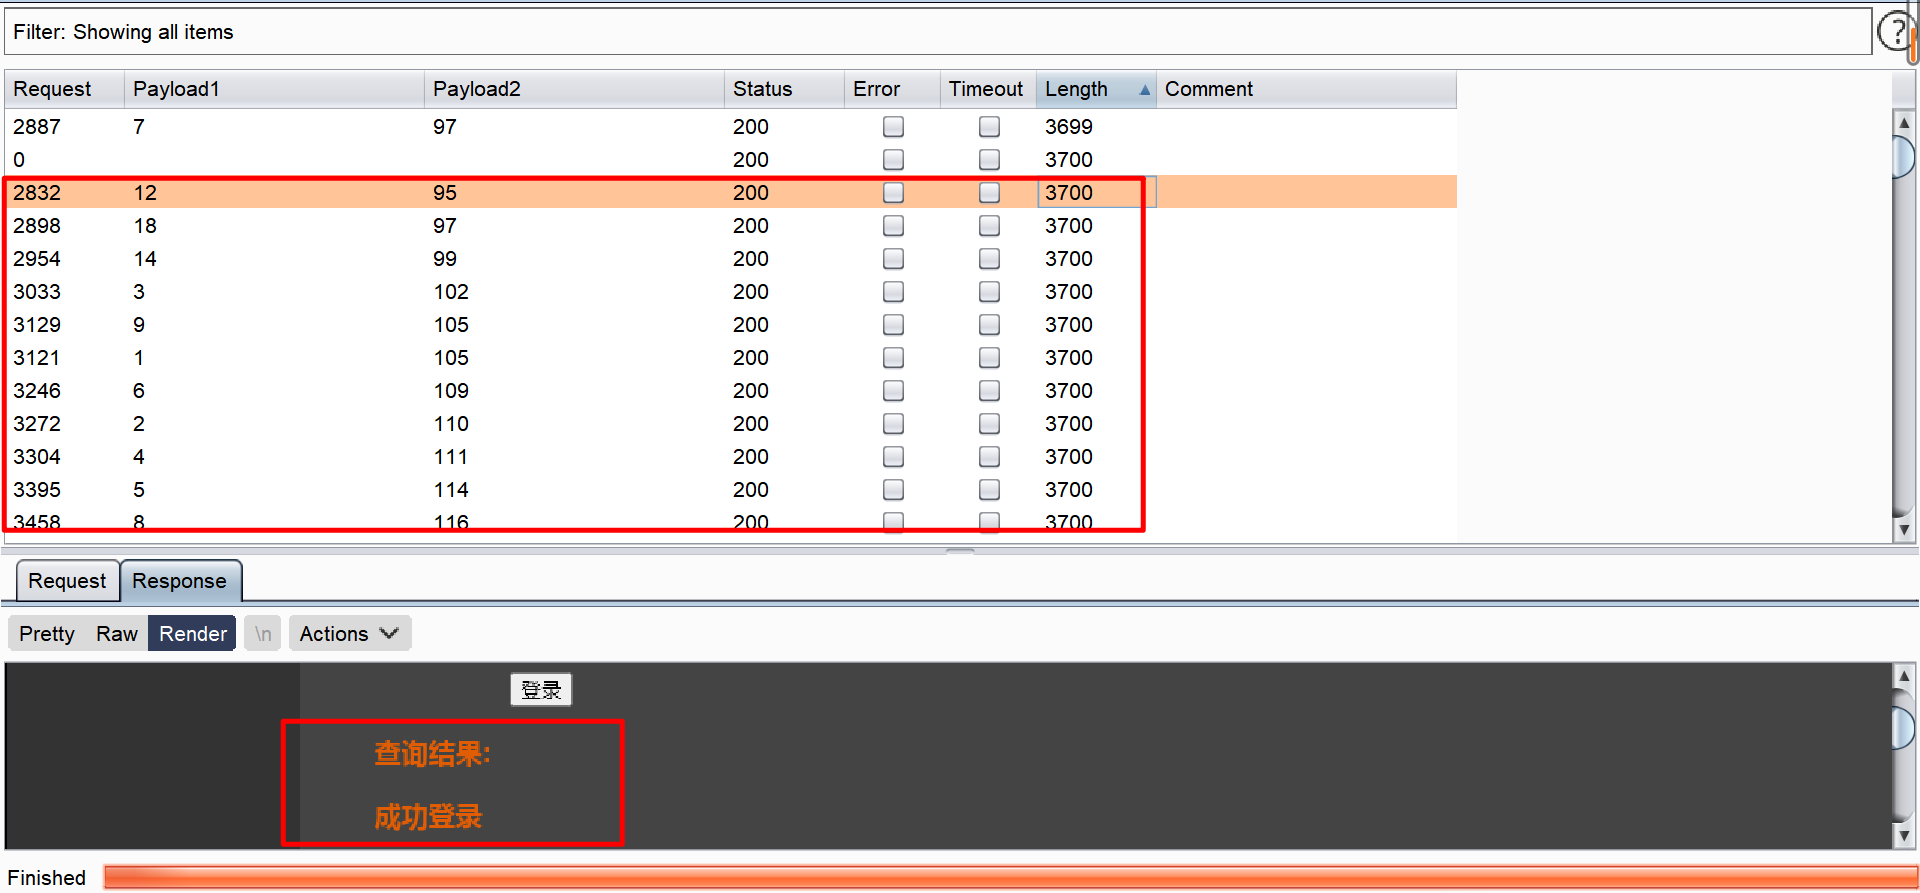 Filter: Showing all items
?
Request Payload1 Payload2 Status Error Timeout Length Comment
2887 7 97 200 3699
0 200 3700
2832 12 95 200 3700
2898 18 97 200 3700
2954 14 99 200 3700
3033 3 102 200 3700
3129 9 105 200 3700
3121 1 105 200 3700
3246 6 109 200 3700
3272 2 110 200 3700
3304 4 111 200 3700
3395 5 114 200 3700
3458 8 116 200 3700
Request Response
Pretty Raw Render \n Actions
登录
查询结果:
成功登录
Finished